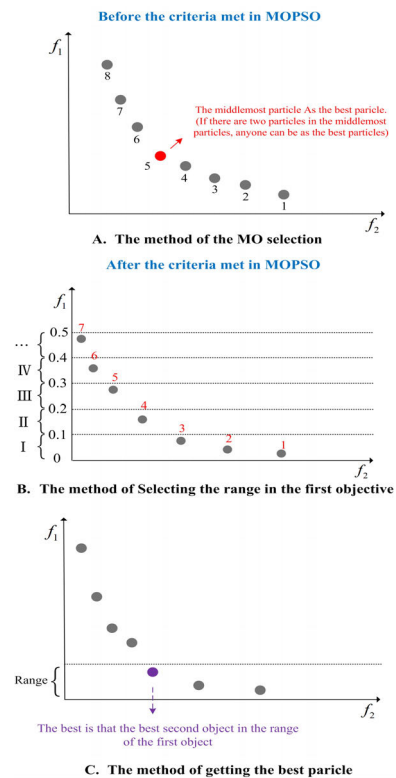 Before the criteria met in MOPSO
f1
8
7
The middlemost particle As the best paricle.
(If there are two particles in the middlemost
particles, anyone can be as the best particles)
6
5
4
3
2
1
f2
A. The method of the MO selection
After the criteria met in MOPSO
f1
7
0.5
...
6
0.4
IV
5
0.3
III
4
0.2
II
3
0.1
2
1
I
0
f2
B. The method of Selecting the range in the first objective
f1
Range
f2
The best is that the best second object in the range
of the first object
C. The method of getting the best paricle